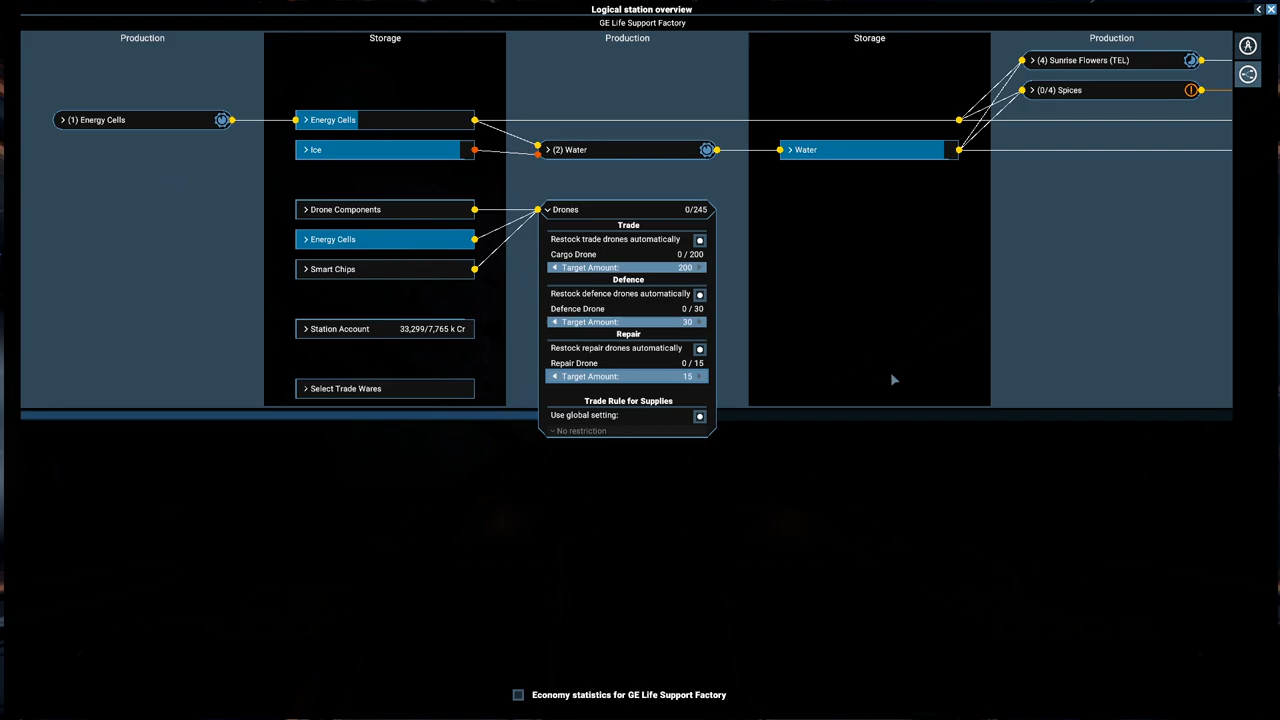 Logical station overview
GE Life Support Factory
Production
Storage
Production
Storage
Production
(4) Sunrise Flowers (TEL)
(0/4) Spices
(1) Energy Cells
Energy Cells
Ice
(2) Water
Water
Drone Components
Energy Cells
Smart Chips
Station Account 33,299/7,765 k Cr
Select Trade Wares
Drones 0/245
Trade
Restock trade drones automatically
Cargo Drone 0 / 200
Target Amount: 200
Defence
Restock defence drones automatically
Defence Drone 0 / 30
Target Amount: 30
Repair
Restock repair drones automatically
Repair Drone 0 / 15
Target Amount: 15
Trade Rule for Supplies
Use global setting:
No restriction
Economy statistics for GE Life Support Factory